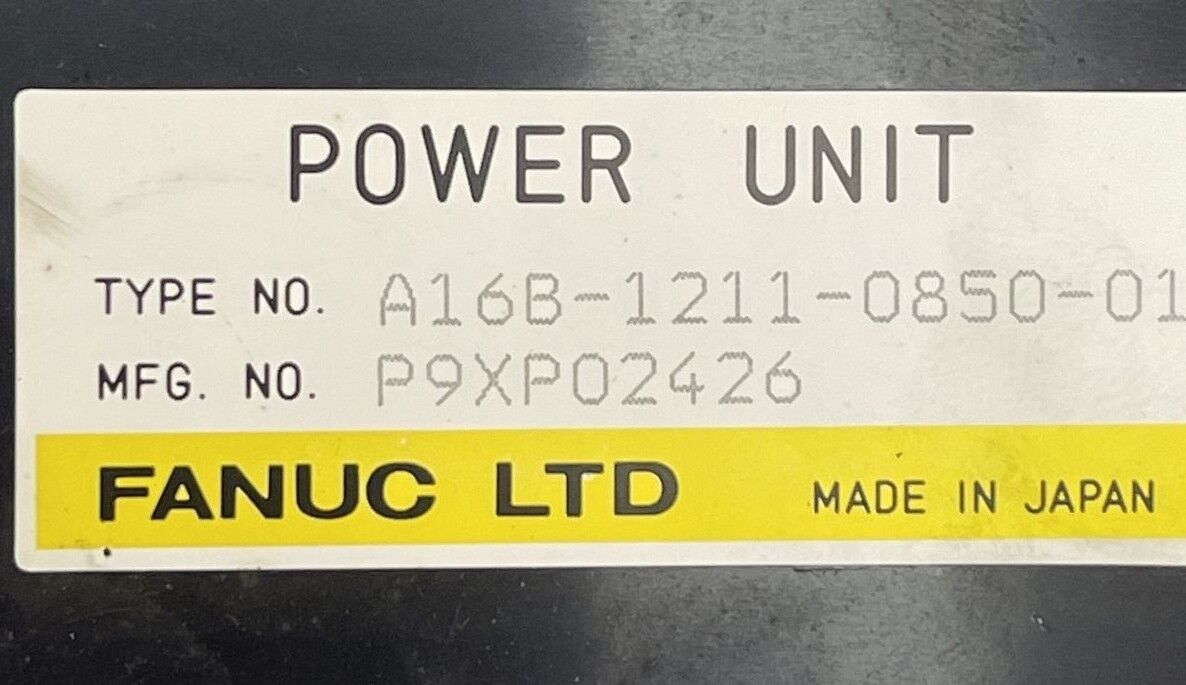 POWER UNIT
TYPE NO. A16B-1211-0850-01
MFG. NO. P9XP02426
FANUC LTD MADE IN JAPAN